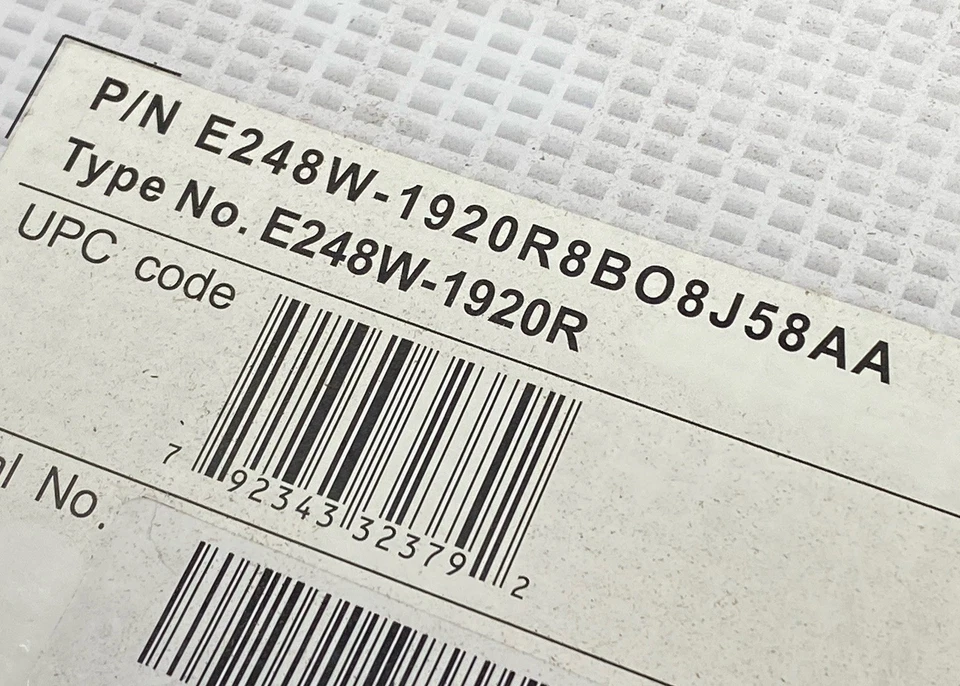 P/N E248W-1920R8BO8J58AA
Type No. E248W-1920R
UPC code
7 92343 32379 2
No.